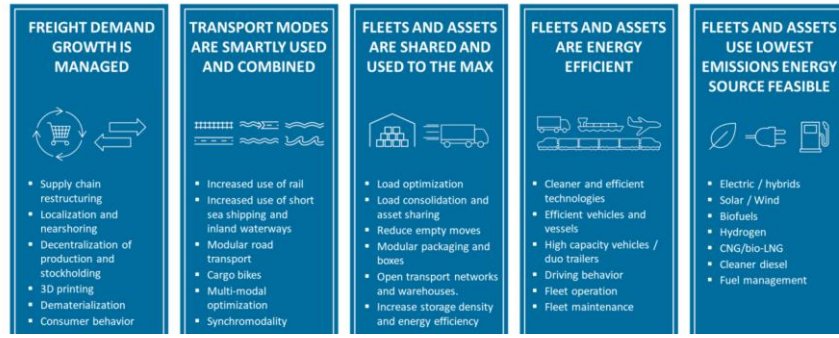 FREIGHT DEMAND
GROWTH IS
MANAGED
▪ Supply chain
restructuring
▪ Localization and
nearshoring
▪ Decentralization of
production and
stockholding
▪ 3D printing
▪ Dematerialization
▪ Consumer behavior
TRANSPORT MODES
ARE SMARTLY USED
AND COMBINED
▪ Increased use of rail
▪ Increased use of short
sea shipping and
inland waterways
▪ Modular road
transport
▪ Cargo bikes
▪ Multi-modal
optimization
▪ Synchromodality
FLEETS AND ASSETS
ARE SHARED AND
USED TO THE MAX
▪ Load optimization
▪ Load consolidation and
asset sharing
▪ Reduce empty moves
▪ Modular packaging and
boxes
▪ Open transport networks
and warehouses.
▪ Increase storage density
and energy efficiency
FLEETS AND ASSETS
ARE ENERGY
EFFICIENT
▪ Cleaner and efficient
technologies
▪ Efficient vehicles and
vessels
▪ High capacity vehicles /
duo trailers
▪ Driving behavior
▪ Fleet operation
▪ Fleet maintenance
FLEETS AND ASSETS
USE LOWEST
EMISSIONS ENERGY
SOURCE FEASIBLE
▪ Electric / hybrids
▪ Solar / Wind
▪ Biofuels
▪ Hydrogen
▪ CNG/bio-LNG
▪ Cleaner diesel
▪ Fuel management